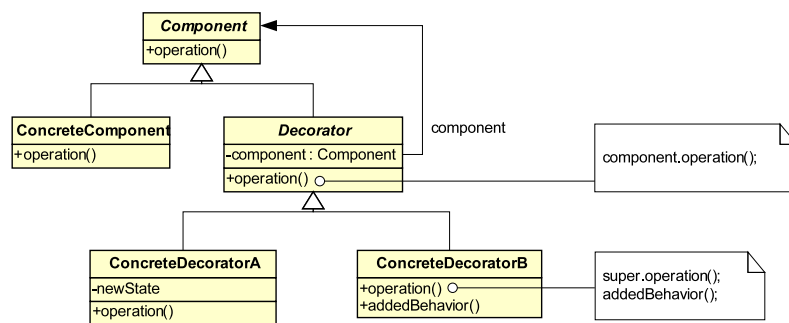 Component
+operation()
ConcreteComponent
+operation()
Decorator
-component : Component
+operation()
component
component.operation();
ConcreteDecoratorA
-newState
+operation()
ConcreteDecoratorB
+operation()
+addedBehavior()
super.operation();
addedBehavior();